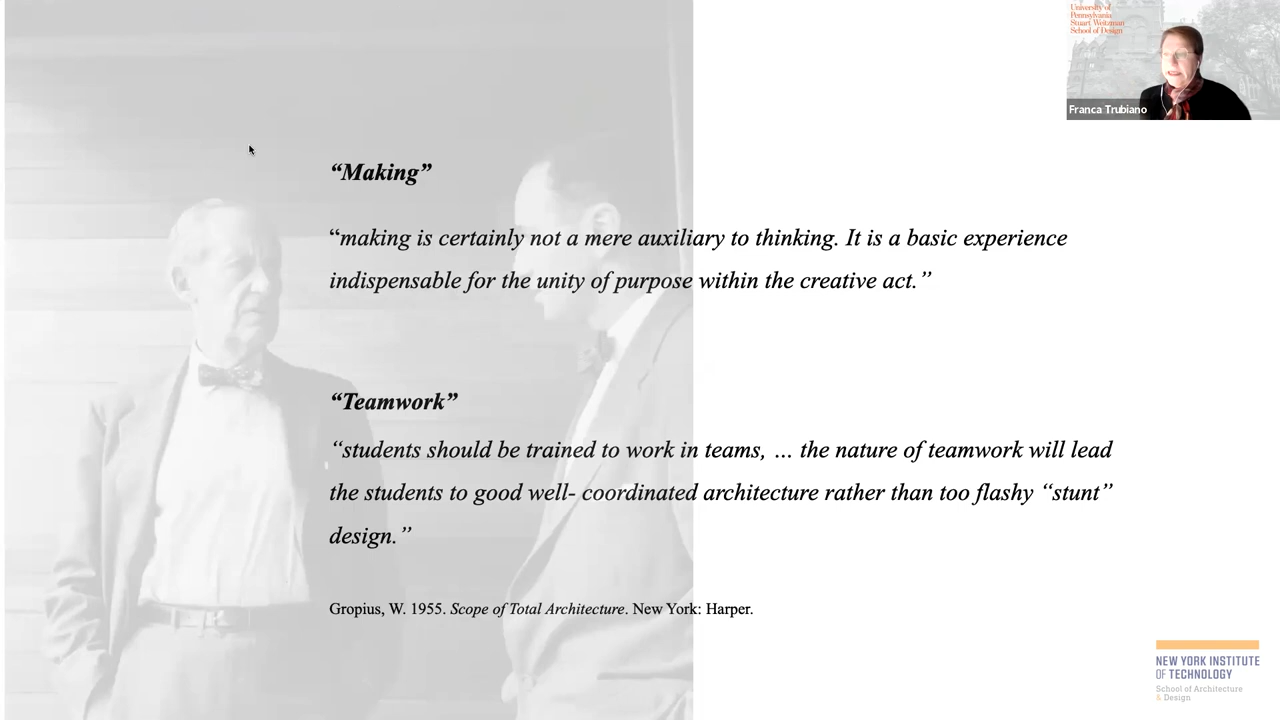 University of
Pennsylvania
Stuart Weitzman
School of Design
Franca Trubiano
“Making”
“making is certainly not a mere auxiliary to thinking. It is a basic experience
indispensable for the unity of purpose within the creative act.”
“Teamwork”
“students should be trained to work in teams, ... the nature of teamwork will lead
the students to good well- coordinated architecture rather than too flashy “stunt”
design.”
Gropius, W. 1955. Scope of Total Architecture. New York: Harper.
NEW YORK INSTITUTE
OF TECHNOLOGY
School of Architecture
& Design